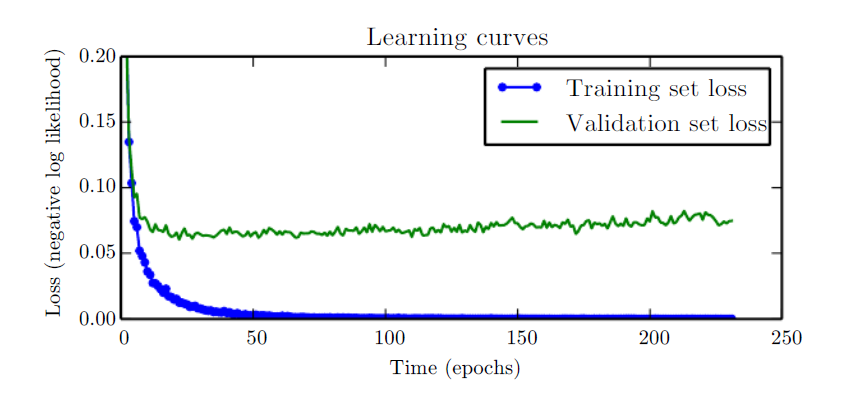 Learning curves
0.20
0.15
0.10
0.05
0.00
Loss (negative log likelihood)
Training set loss
Validation set loss
0 50 100 150 200 250
Time (epochs)